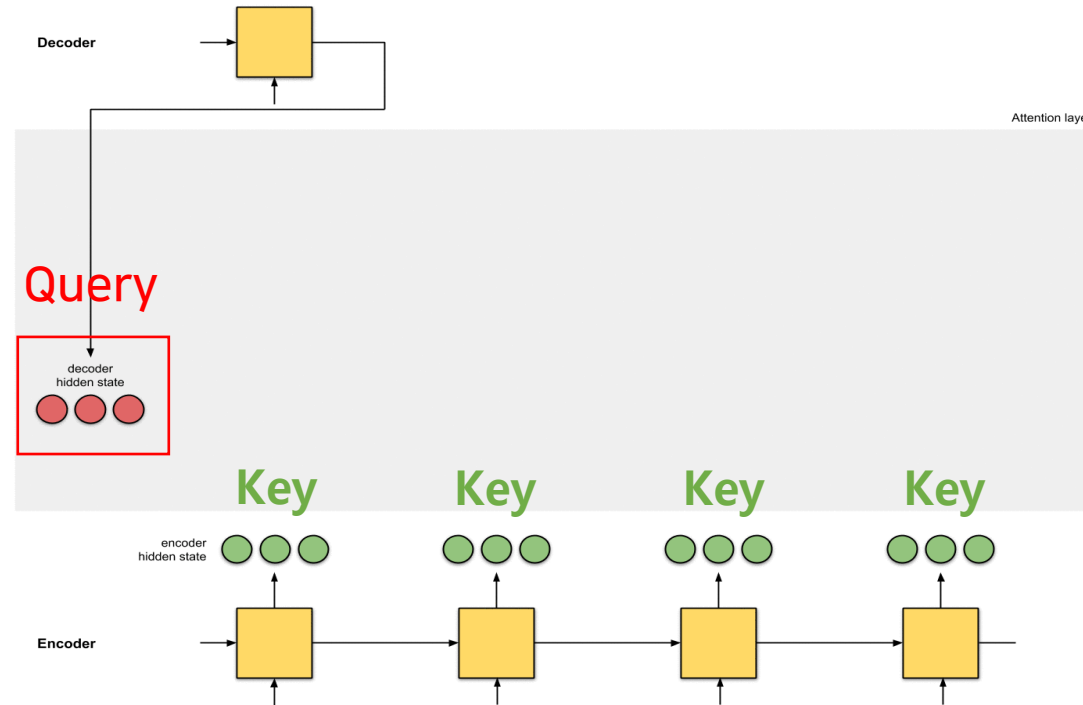 Decoder
Attention laye
Query
decoder
hidden state
Key Key Key Key
encoder
hidden state
Encoder